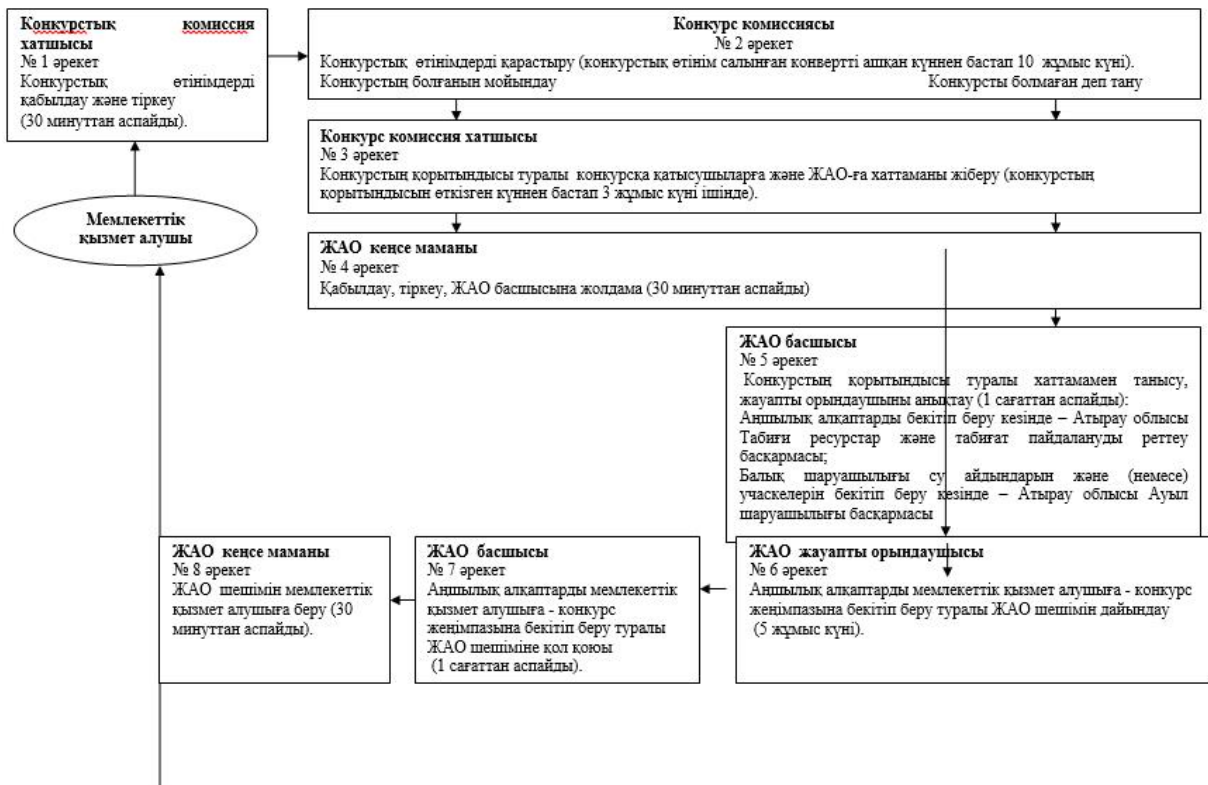 Конкурстық комиссия
хатшысы
№ 1 әрекет
Конкурстық өтінімдерді
қабылдау және тіркеу
(30 минуттан аспайды).
Конкурс комиссиясы
№ 2 әрекет
Конкурстық өтінімдерді қарастыру (конкурстық өтінім салынған конвертті ашқан күннен бастап 10 жұмыс күні).
Конкурстың болғанын мойындау Конкурсты болмаған деп тану
Конкурс комиссия хатшысы
№ 3 әрекет
Конкурстың қорытындысы туралы конкурсқа қатысушыларға және ЖАО-ға хаттаманы жіберу (конкурстың
қорытындысын өткізген күннен бастап 3 жұмыс күні ішінде).
Мемлекеттік
қызмет алушы
ЖАО кеңсе маманы
№ 4 әрекет
Қабылдау, тіркеу, ЖАО басшысына жолдама (30 минуттан аспайды)
ЖАО басшысы
№ 5 әрекет
Конкурстың қорытындысы туралы хаттамамен танысу,
жауапты орындаушыны анықтау (1 сағаттан аспайды):
Аңшылық алқаптарды бекітіп беру кезінде – Атырау облысы
Табиғи ресурстар және табиғат пайдалануды реттеу
басқармасы;
Балық шаруашылығы су айдындарын және (немесе)
учаскелерін бекітіп беру кезінде – Атырау облысы Ауыл
шаруашылығы басқармасы
ЖАО жауапты орындаушысы
№ 6 әрекет
Аңшылық алқаптарды мемлекеттік қызмет алушыға - конкурс
жеңімпазына бекітіп беру туралы ЖАО шешімін дайындау
(5 жұмыс күні).
ЖАО басшысы
№ 7 әрекет
Аңшылық алқаптарды мемлекеттік
қызмет алушыға - конкурс
жеңімпазына бекітіп беру туралы
ЖАО шешіміне қол қоюы
(1 сағаттан аспайды).
ЖАО кеңсе маманы
№ 8 әрекет
ЖАО шешімін мемлекеттік
қызмет алушыға беру (30
минуттан аспайды).